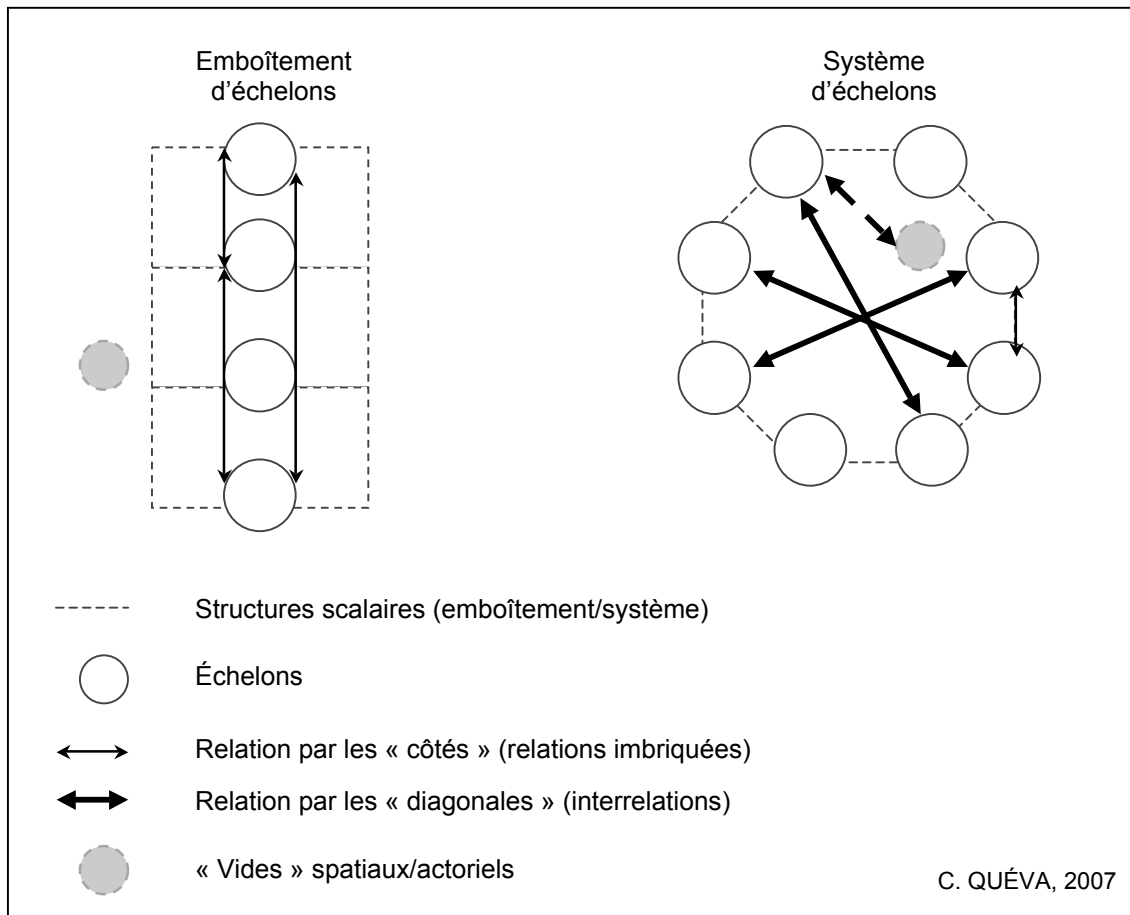 Emboîtement
d’échelons
Système
d’échelons
Structures scalaires (emboîtement/système)
Échelons
Relation par les « côtés » (relations imbriquées)
Relation par les « diagonales » (interrelations)
« Vides » spatiaux/actoriels
C. QUÉVA, 2007